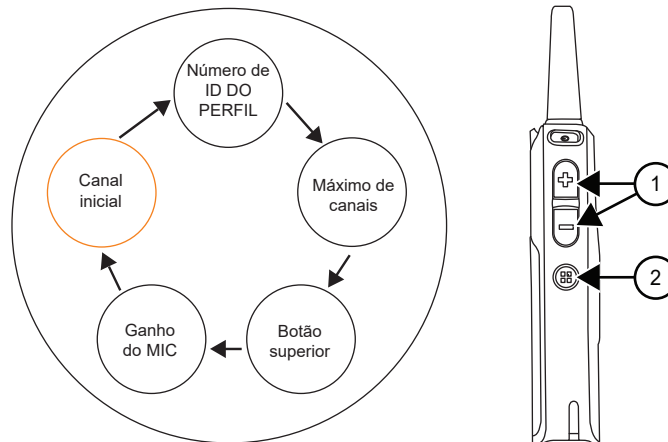 Número de
ID DO
PERFIL
Canal
inicial
Máximo de
canais
Ganho
do MIC
Botão
superior
1
2